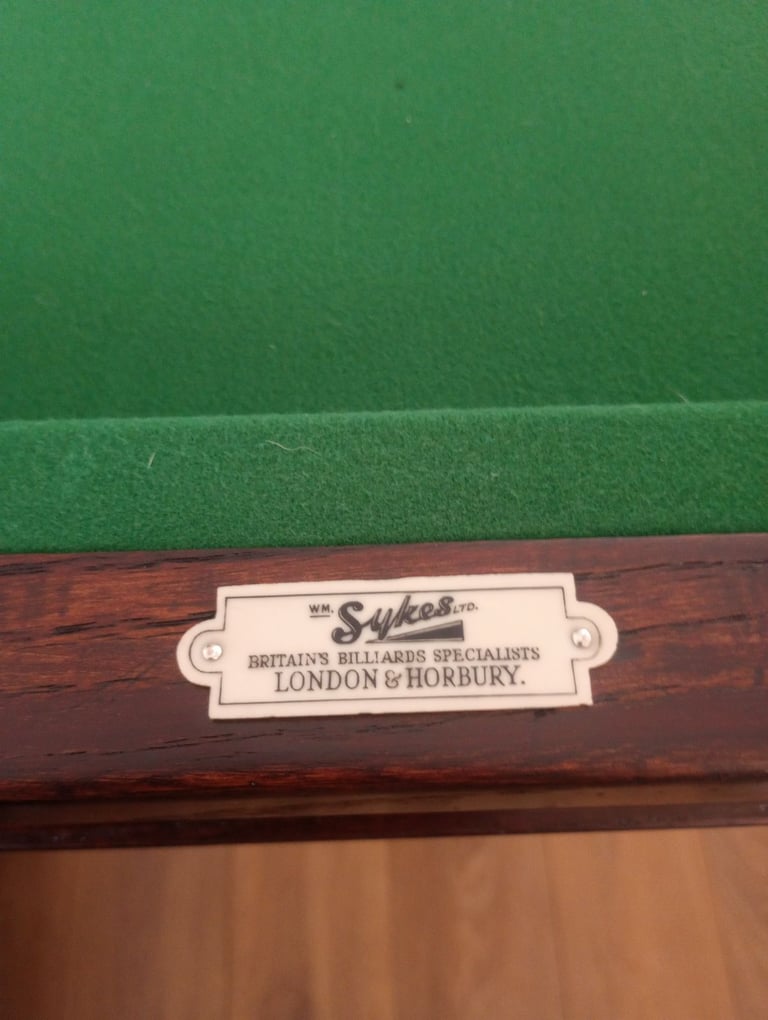 WM. Sykes LTD.
BRITAIN'S BILLIARDS SPECIALISTS
LONDON & HORBURY.